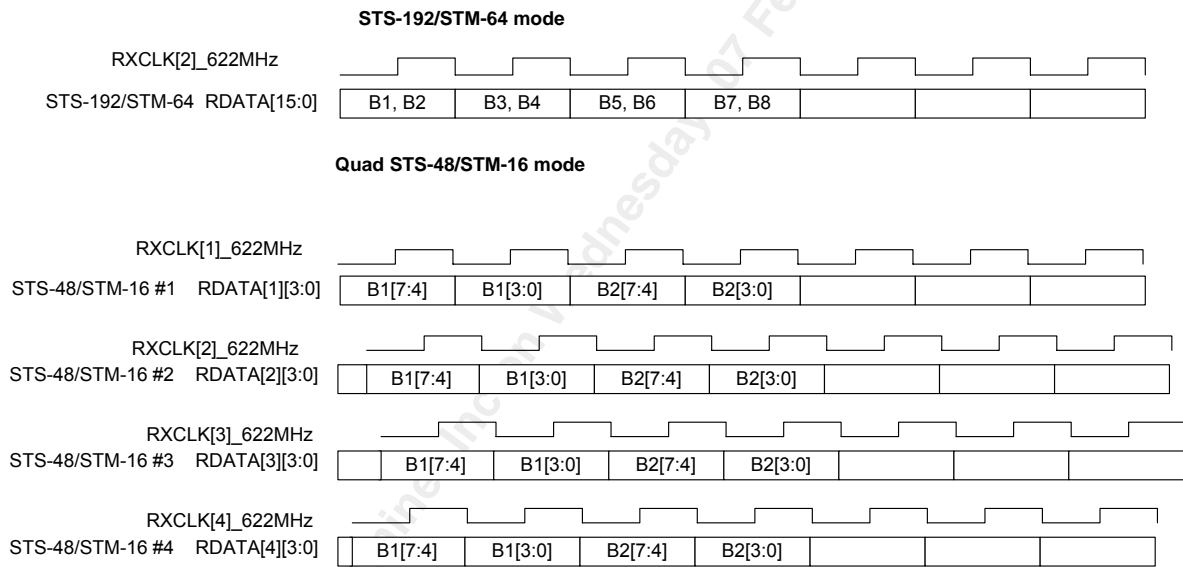 STS-192/STM-64 mode
RXCLK[2]_622MHz
STS-192/STM-64 RDATA[15:0] B1, B2 B3, B4 B5, B6 B7, B8
Quad STS-48/STM-16 mode
RXCLK[1]_622MHz
STS-48/STM-16 #1 RDATA[1][3:0] B1[7:4] B1[3:0] B2[7:4] B2[3:0]
RXCLK[2]_622MHz
STS-48/STM-16 #2 RDATA[2][3:0] B1[7:4] B1[3:0] B2[7:4] B2[3:0]
RXCLK[3]_622MHz
STS-48/STM-16 #3 RDATA[3][3:0] B1[7:4] B1[3:0] B2[7:4] B2[3:0]
RXCLK[4]_622MHz
STS-48/STM-16 #4 RDATA[4][3:0] B1[7:4] B1[3:0] B2[7:4] B2[3:0]
Inc on Wednesday, 07